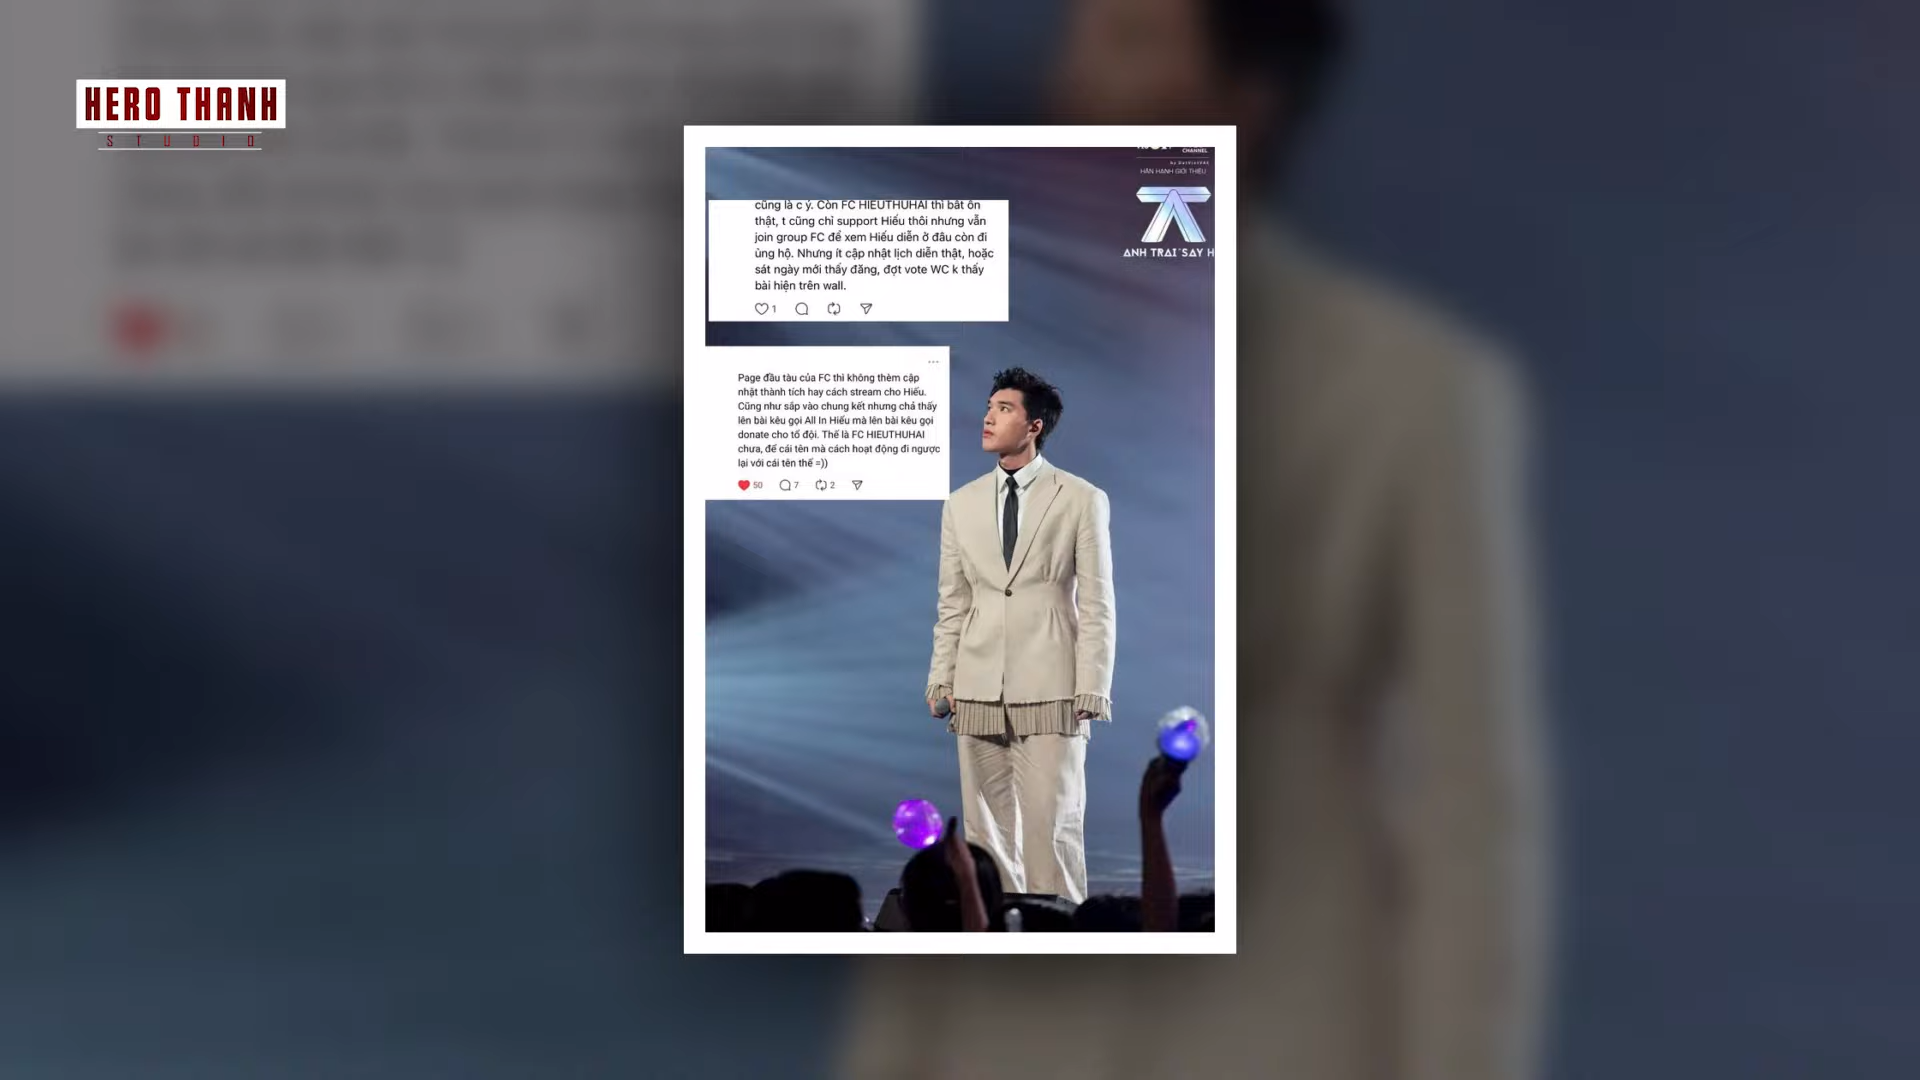 HERO THANH
STUDIO
CHANNEL
HÂN HẠNH GIỚI THIỆU
ANH TRAI "SAY H
cũng là c ý. Còn FC HIEUTHUHAI thì bất ổn
thật, t cũng chỉ support Hiếu thôi nhưng vẫn
join group FC để xem Hiếu diễn ở đâu còn đi
ủng hộ. Nhưng ít cập nhật lịch diễn thật, hoặc
sát ngày mới thấy đăng, đợt vote WC k thấy
bài hiện trên wall.
1
Page đầu tàu của FC thì không thèm cập
nhật thành tích hay cách stream cho Hiếu.
Cũng như sắp vào chung kết nhưng chả thấy
lên bài kêu gọi All In Hiếu mà lên bài kêu gọi
donate cho tổ đội. Thế là FC HIEUTHUHAI
chưa, để cái tên mà cách hoạt động đi ngược
lại với cái tên thế =))
50 7 2